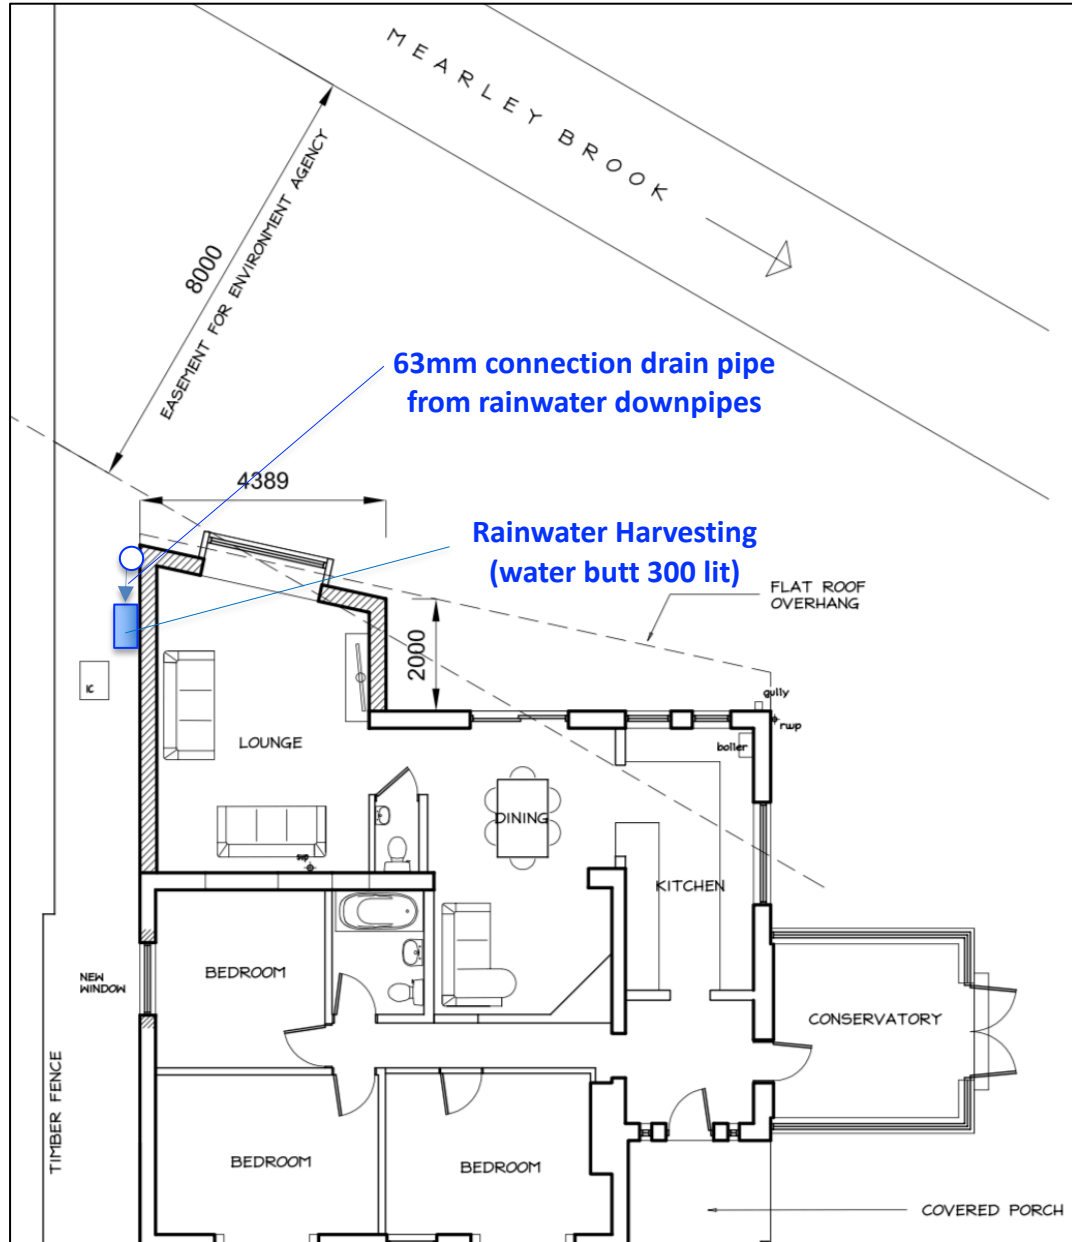 MEARLEY BROOK
8000
EASEMENT FOR ENVIRONMENT AGENCY
63mm connection drain pipe
from rainwater downpipes
4389
Rainwater Harvesting
(water butt 300 lit)
FLAT ROOF
OVERHANG
2000
IC
gully
rwp
boiler
LOUNGE
DINING
svp
KITCHEN
BEDROOM
NEW
WINDOW
CONSERVATORY
TIMBER FENCE
BEDROOM
BEDROOM
COVERED PORCH